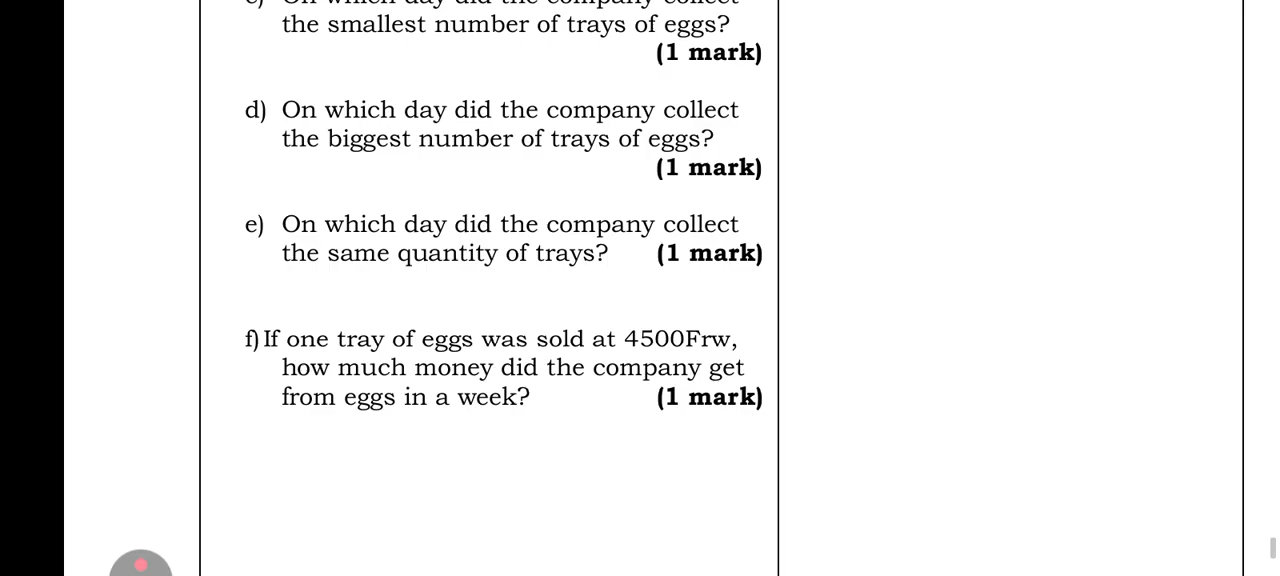 the smallest number of trays of eggs?
(1 mark)
d) On which day did the company collect
the biggest number of trays of eggs?
(1 mark)
e) On which day did the company collect
the same quantity of trays? (1 mark)
f) If one tray of eggs was sold at 4500Frw,
how much money did the company get
from eggs in a week? (1 mark)